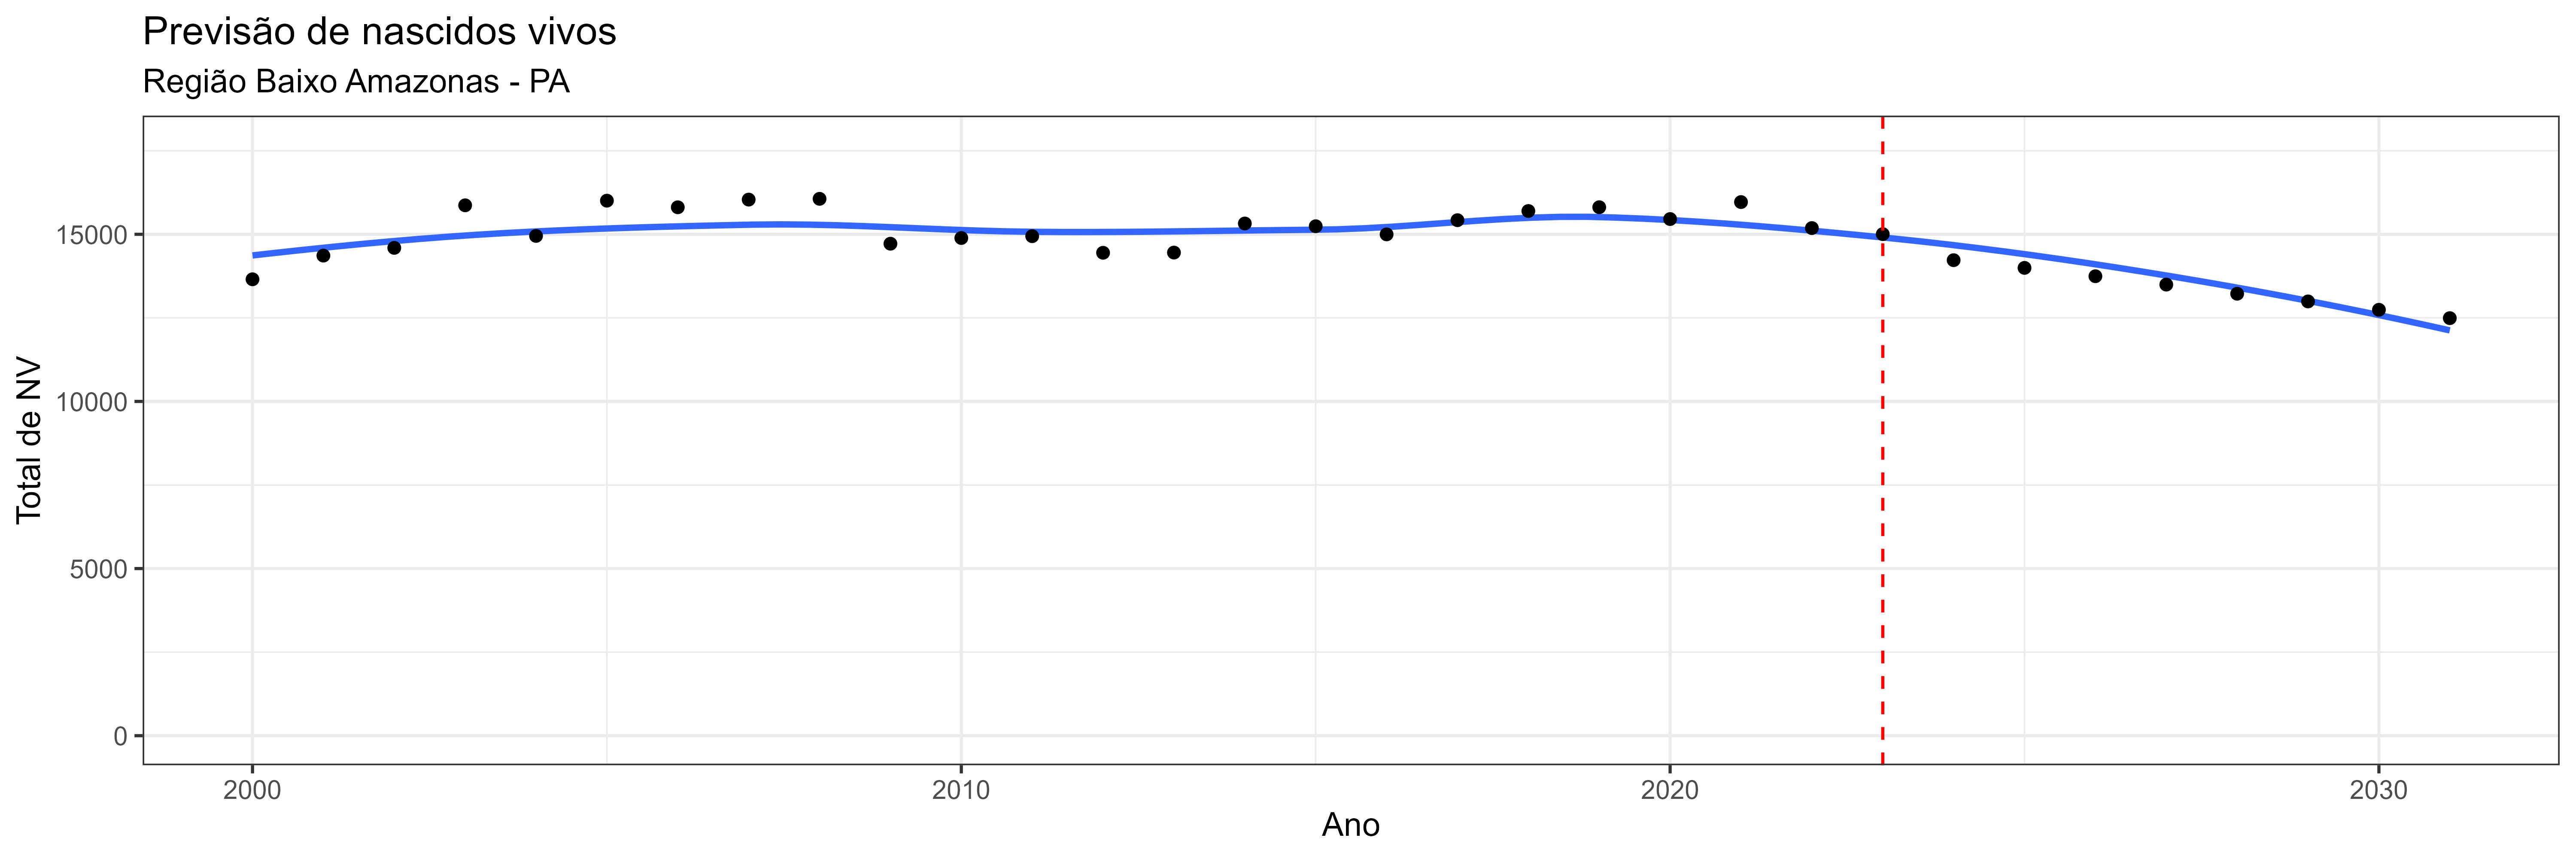 Previsão de nascidos vivos
Região Baixo Amazonas - PA
Total de NV
15000
10000
5000
0
2000
2010
2020
2030
Ano